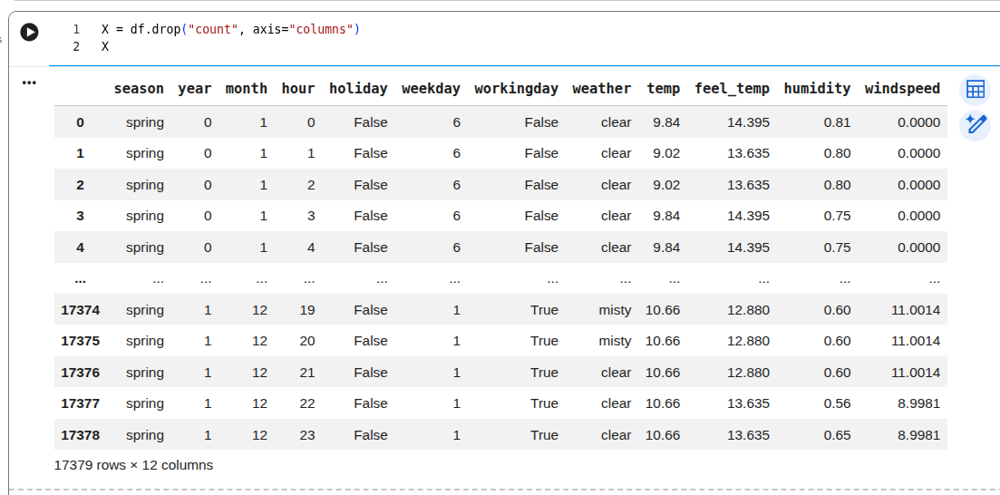 1 X = df.drop("count", axis="columns")
2 X
season year month hour holiday weekday workingday weather temp feel_temp humidity windspeed
0 spring 0 1 0 False 6 False clear 9.84 14.395 0.81 0.0000
1 spring 0 1 1 False 6 False clear 9.02 13.635 0.80 0.0000
2 spring 0 1 2 False 6 False clear 9.02 13.635 0.80 0.0000
3 spring 0 1 3 False 6 False clear 9.84 14.395 0.75 0.0000
4 spring 0 1 4 False 6 False clear 9.84 14.395 0.75 0.0000
... ... ... ... ... ... ... ... ... ... ... ... ...
17374 spring 1 12 19 False 1 True misty 10.66 12.880 0.60 11.0014
17375 spring 1 12 20 False 1 True misty 10.66 12.880 0.60 11.0014
17376 spring 1 12 21 False 1 True clear 10.66 12.880 0.60 11.0014
17377 spring 1 12 22 False 1 True clear 10.66 13.635 0.56 8.9981
17378 spring 1 12 23 False 1 True clear 10.66 13.635 0.65 8.9981
17379 rows × 12 columns